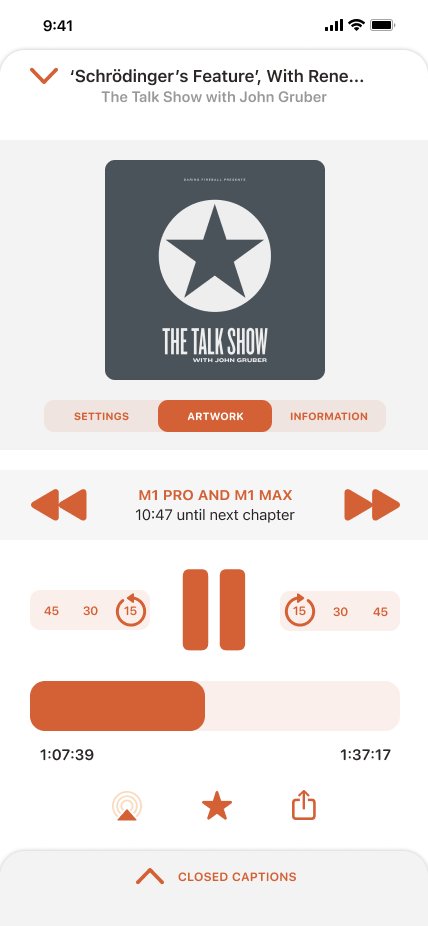 9:41
‘Schrödinger’s Feature’, With Rene...
The Talk Show with John Gruber
DARING FIREBALL PRESENTS
THE TALK SHOW
WITH JOHN GRUBER
SETTINGS ARTWORK INFORMATION
M1 PRO AND M1 MAX
10:47 until next chapter
45 30 15 15 30 45
1:07:39 1:37:17
CLOSED CAPTIONS